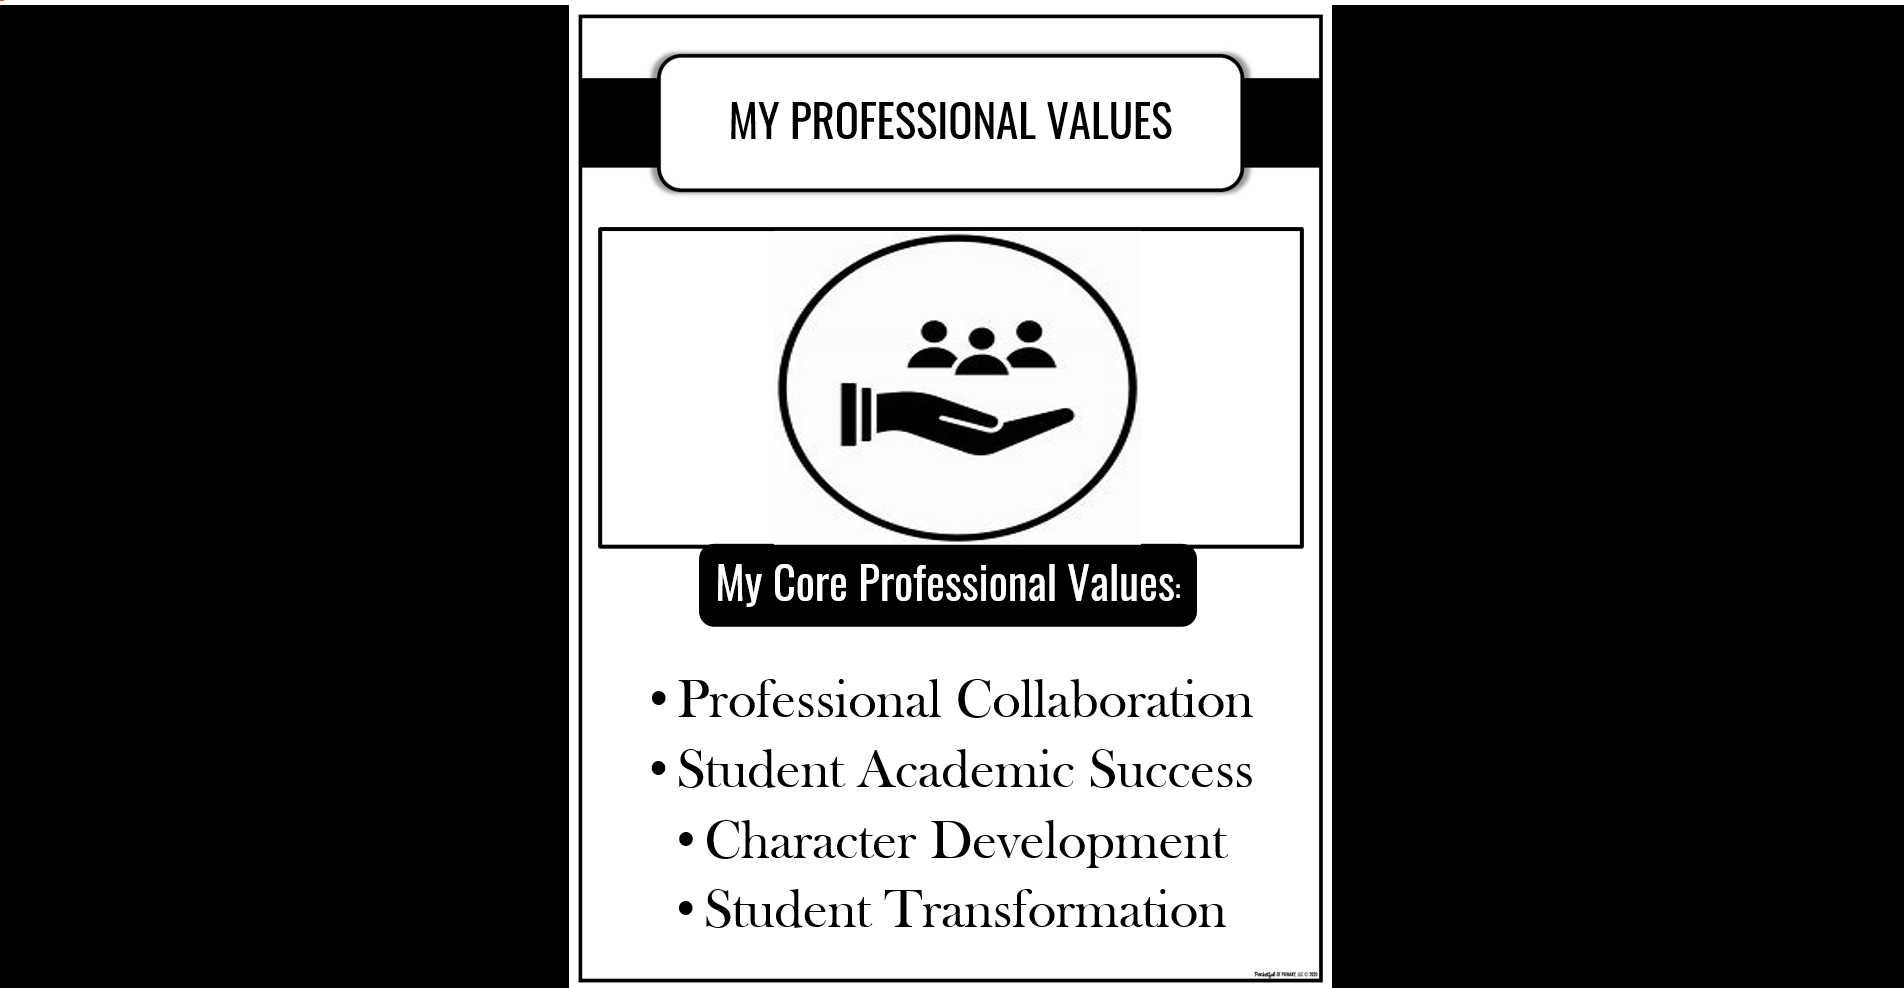 MY PROFESSIONAL VALUES
My Core Professional Values:
• Professional Collaboration
• Student Academic Success
• Character Development
• Student Transformation
Pocketful OF PRIMARY, LLC © 2020